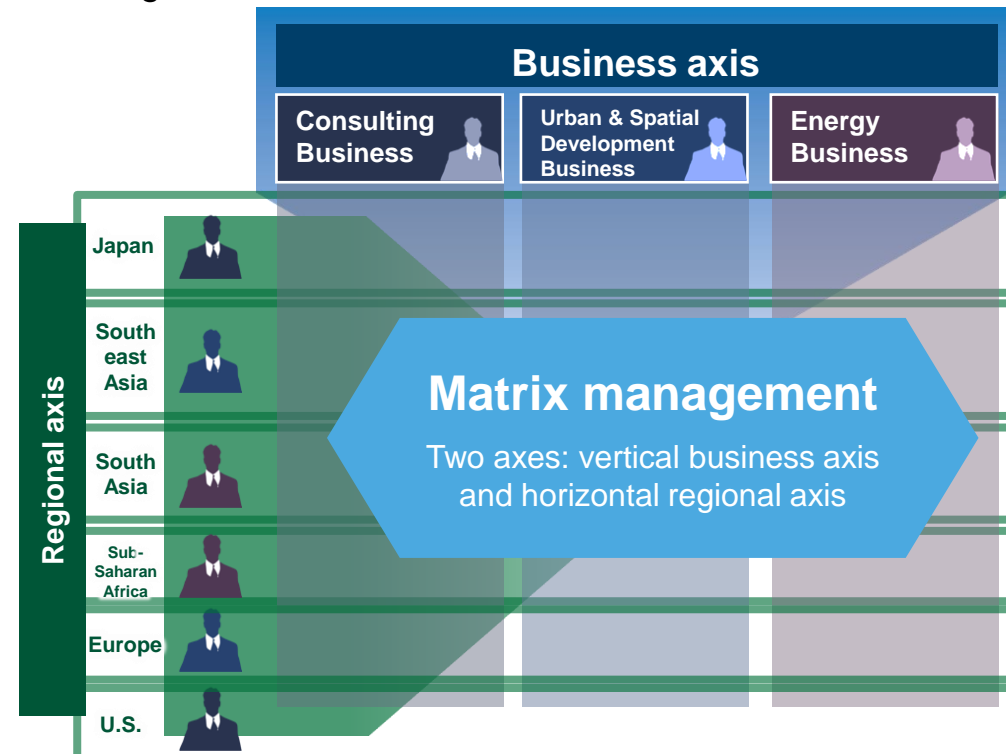 Business axis
Consulting
Business
Urban & Spatial
Development
Business
Energy
Business
Regional axis
Japan
South
east
Asia
South
Asia
Sub-
Saharan
Africa
Europe
U.S.
Matrix management
Two axes: vertical business axis
and horizontal regional axis